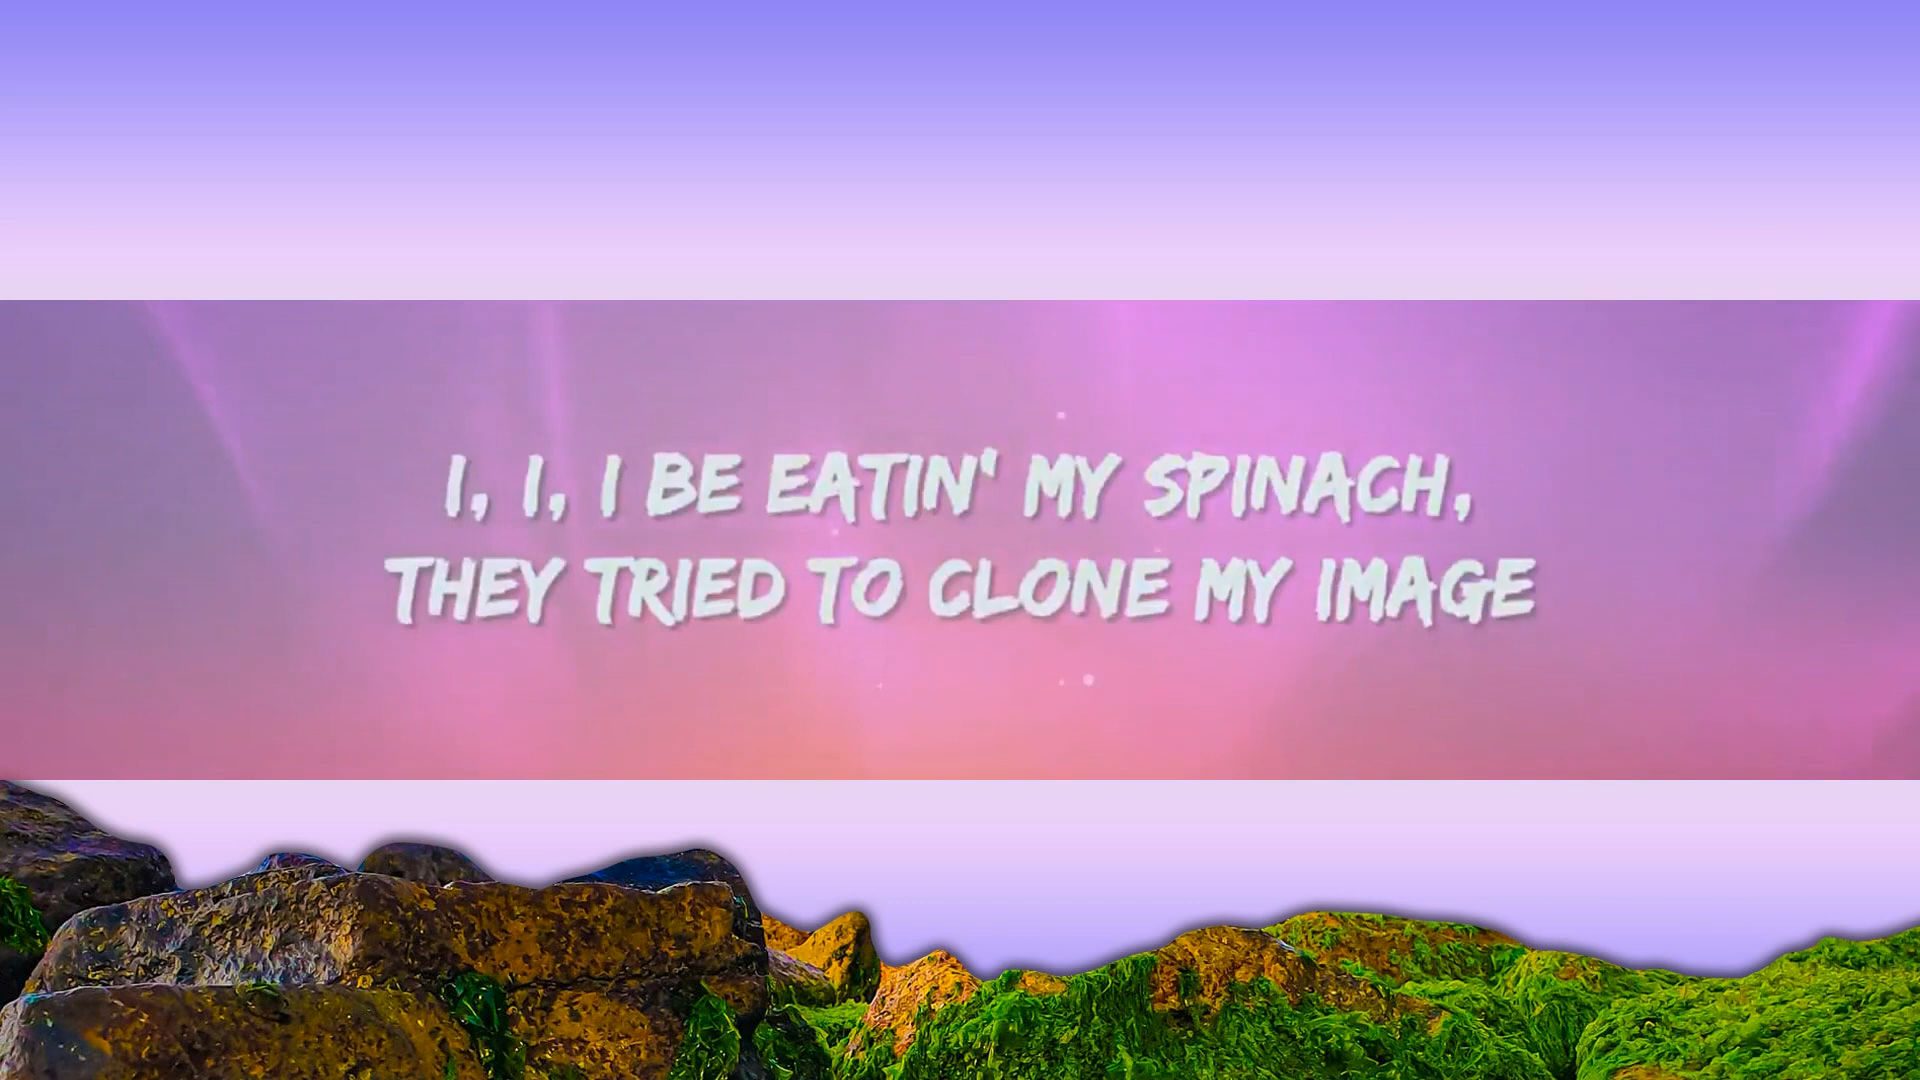 I, I, I BE EATIN' MY SPINACH,
THEY TRIED TO CLONE MY IMAGE